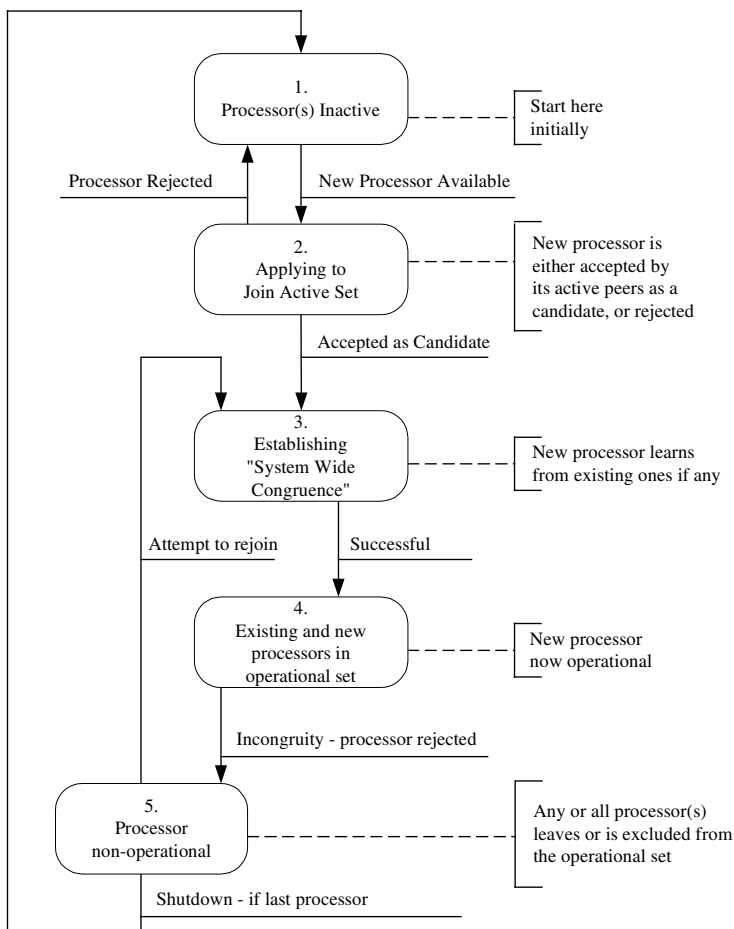 1.
Processor(s) Inactive
Start here
initially
Processor Rejected
New Processor Available
2.
Applying to
Join Active Set
New processor is
either accepted by
its active peers as a
candidate, or rejected
Accepted as Candidate
3.
Establishing
"System Wide
Congruence"
New processor learns
from existing ones if any
Attempt to rejoin
Successful
4.
Existing and new
processors in
operational set
New processor
now operational
Incongruity - processor rejected
5.
Processor
non-operational
Any or all processor(s)
leaves or is excluded from
the operational set
Shutdown - if last processor